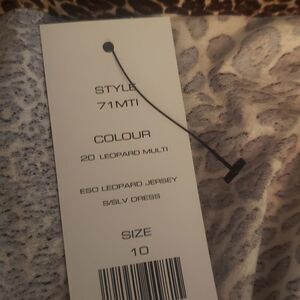 STYLE
71MTI
COLOUR
20 LEOPARD MULTI
ESO LEOPARD JERSEY
S/SLV DRESS
SIZE
10